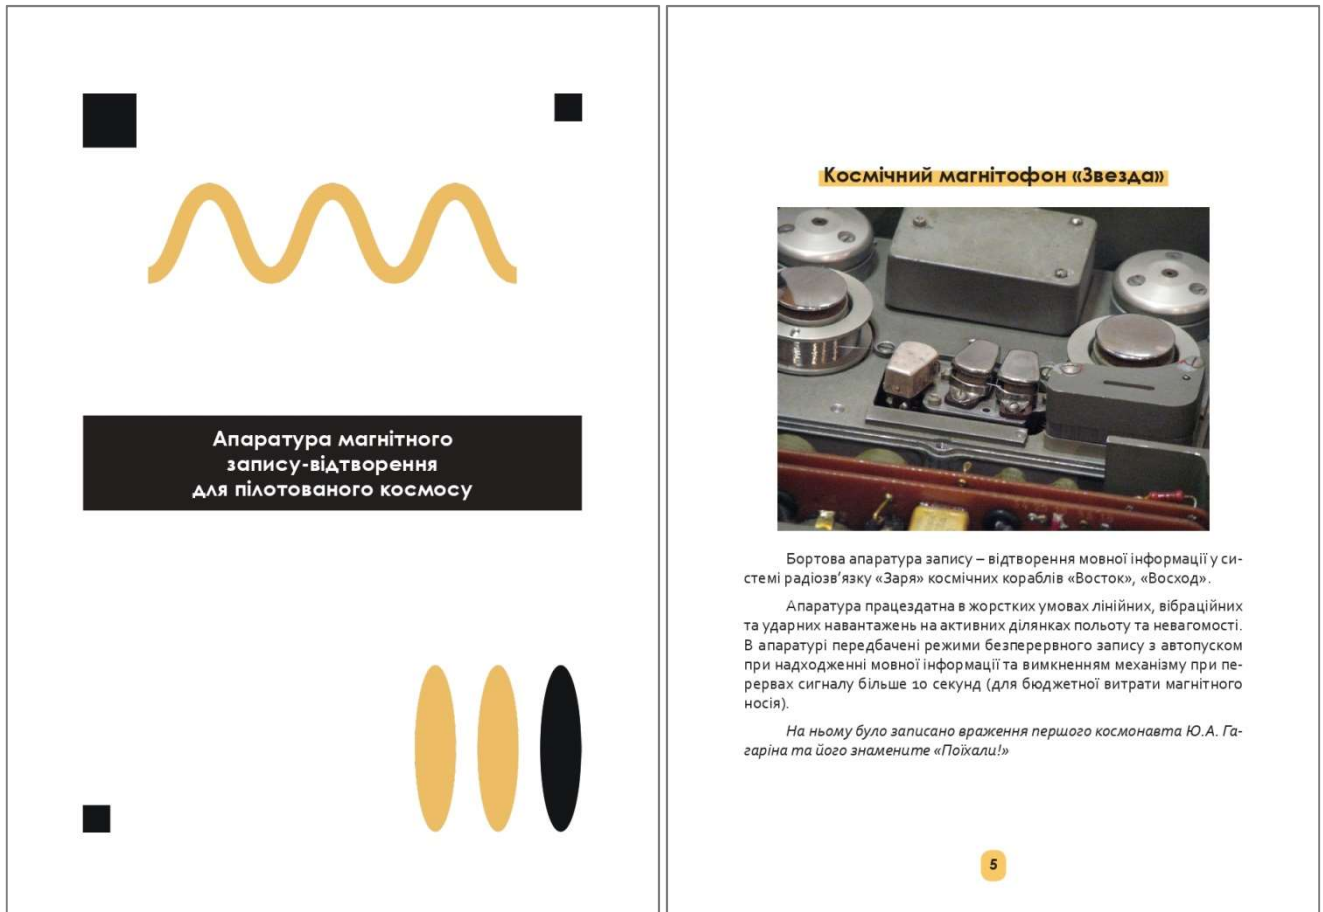 Апаратура магнітного
запису-відтворення
для пілотованого космосу
Космічний магнітофон «Звезда»
Бортова апаратура запису – відтворення мовної інформації у си-
стемі радіозв’язку «Заря» космічних кораблів «Восток», «Восход».
Апаратура працездатна в жорстких умовах лінійних, вібраційних
та ударних навантажень на активних ділянках польоту та невагомості.
В апаратурі передбачені режими безперервного запису з автопуском
при надходженні мовної інформації та вимкненням механізму при пе-
рервах сигналу більше 10 секунд (для бюджетної витрати магнітного
носія).
На ньому було записано враження першого космонавта Ю.А. Га-
гаріна та його знамените «Поїхали!»
5